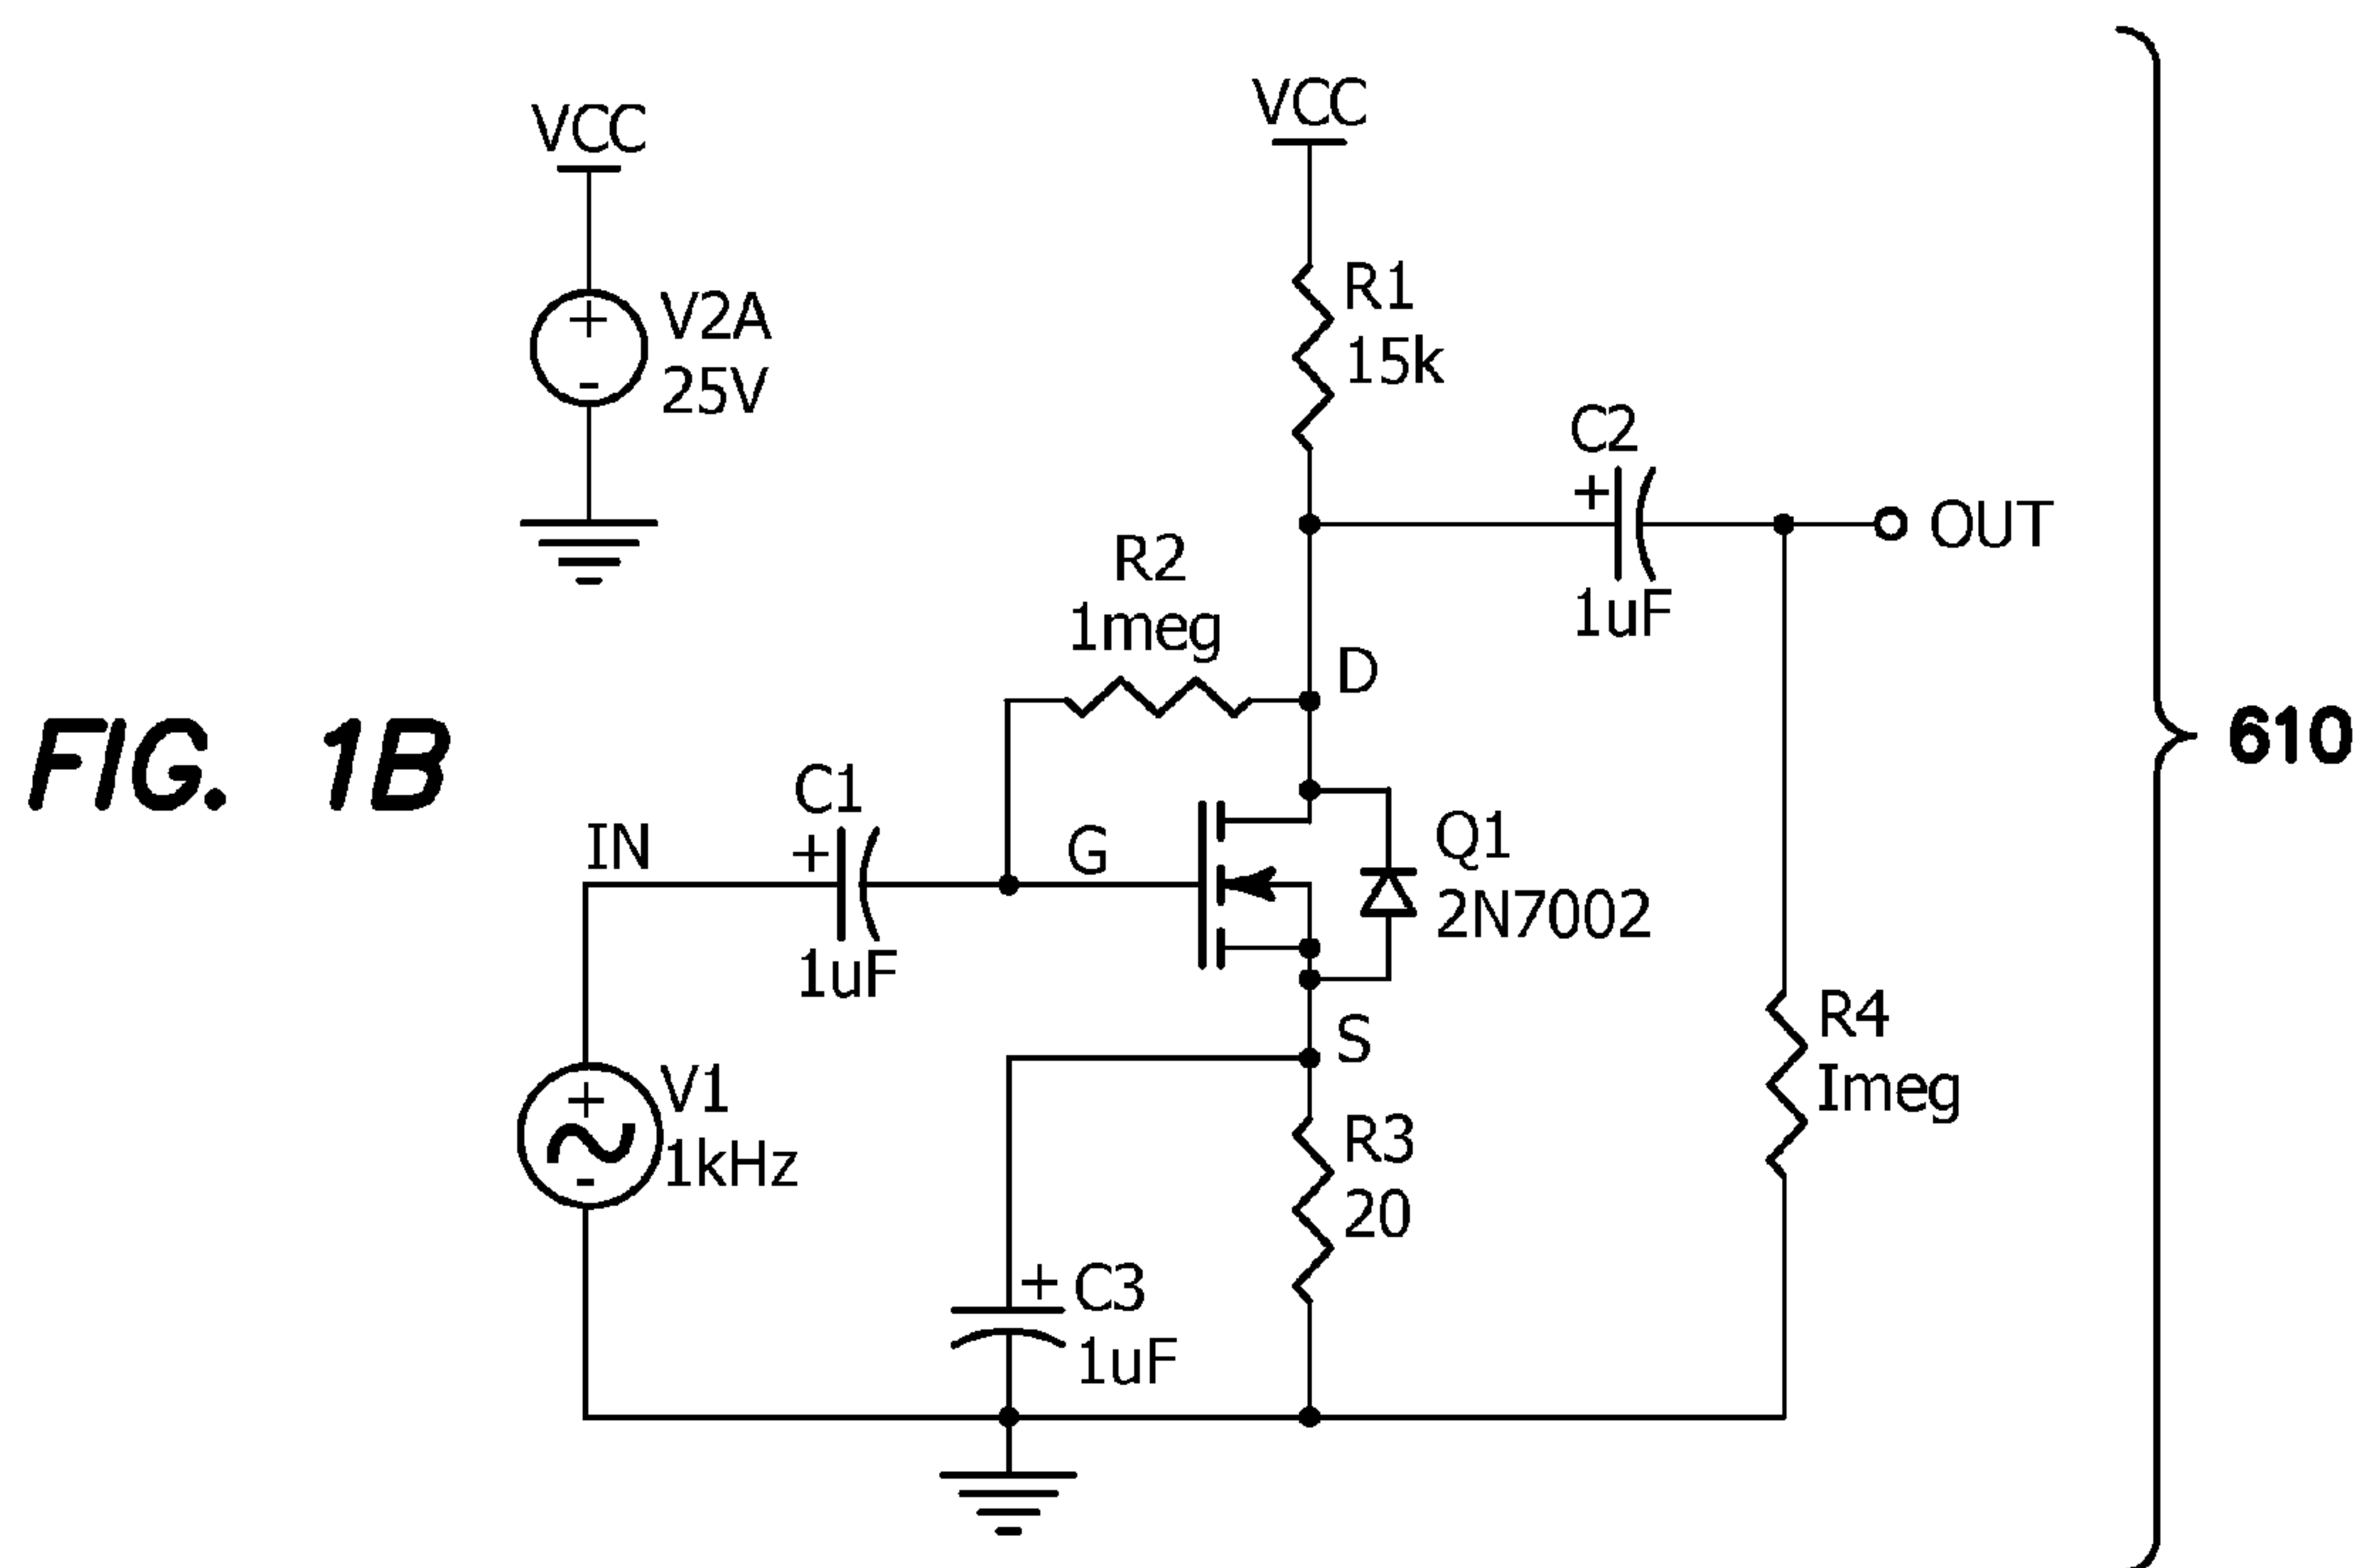 VCC
+
V2A
25V
-
VCC
R1
15k
C2
+
1uF
OUT
R2
1meg
D
FIG. 1B
610
IN
C1
+
1uF
G
Q1
2N7002
S
V1
1kHz
+
-
+
C3
1uF
R3
20
R4
Imeg